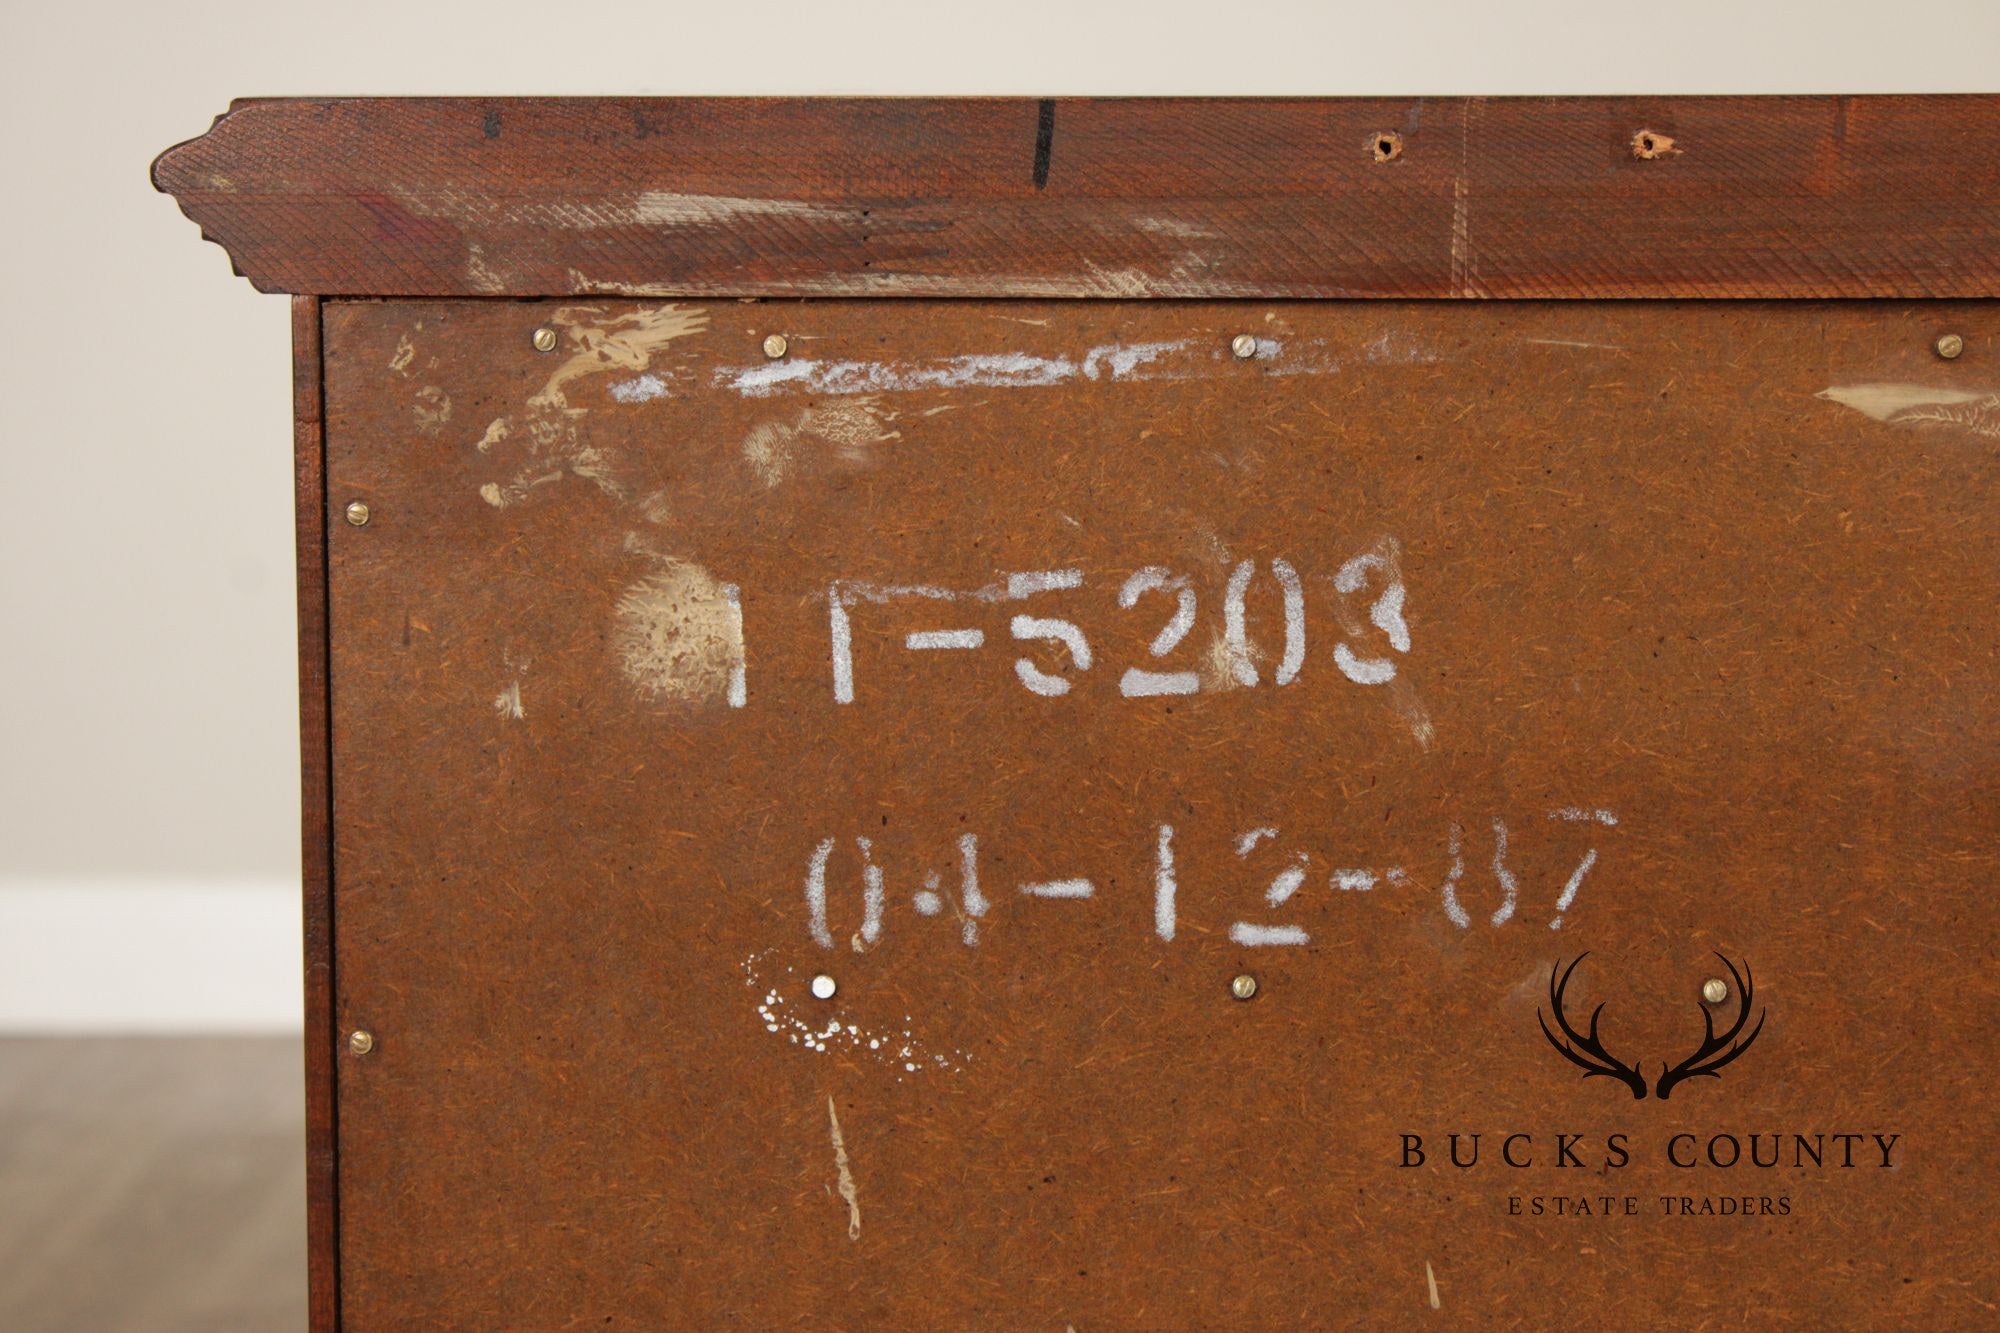 11-5203
04-12-87
BUCKS COUNTY
ESTATE TRADERS